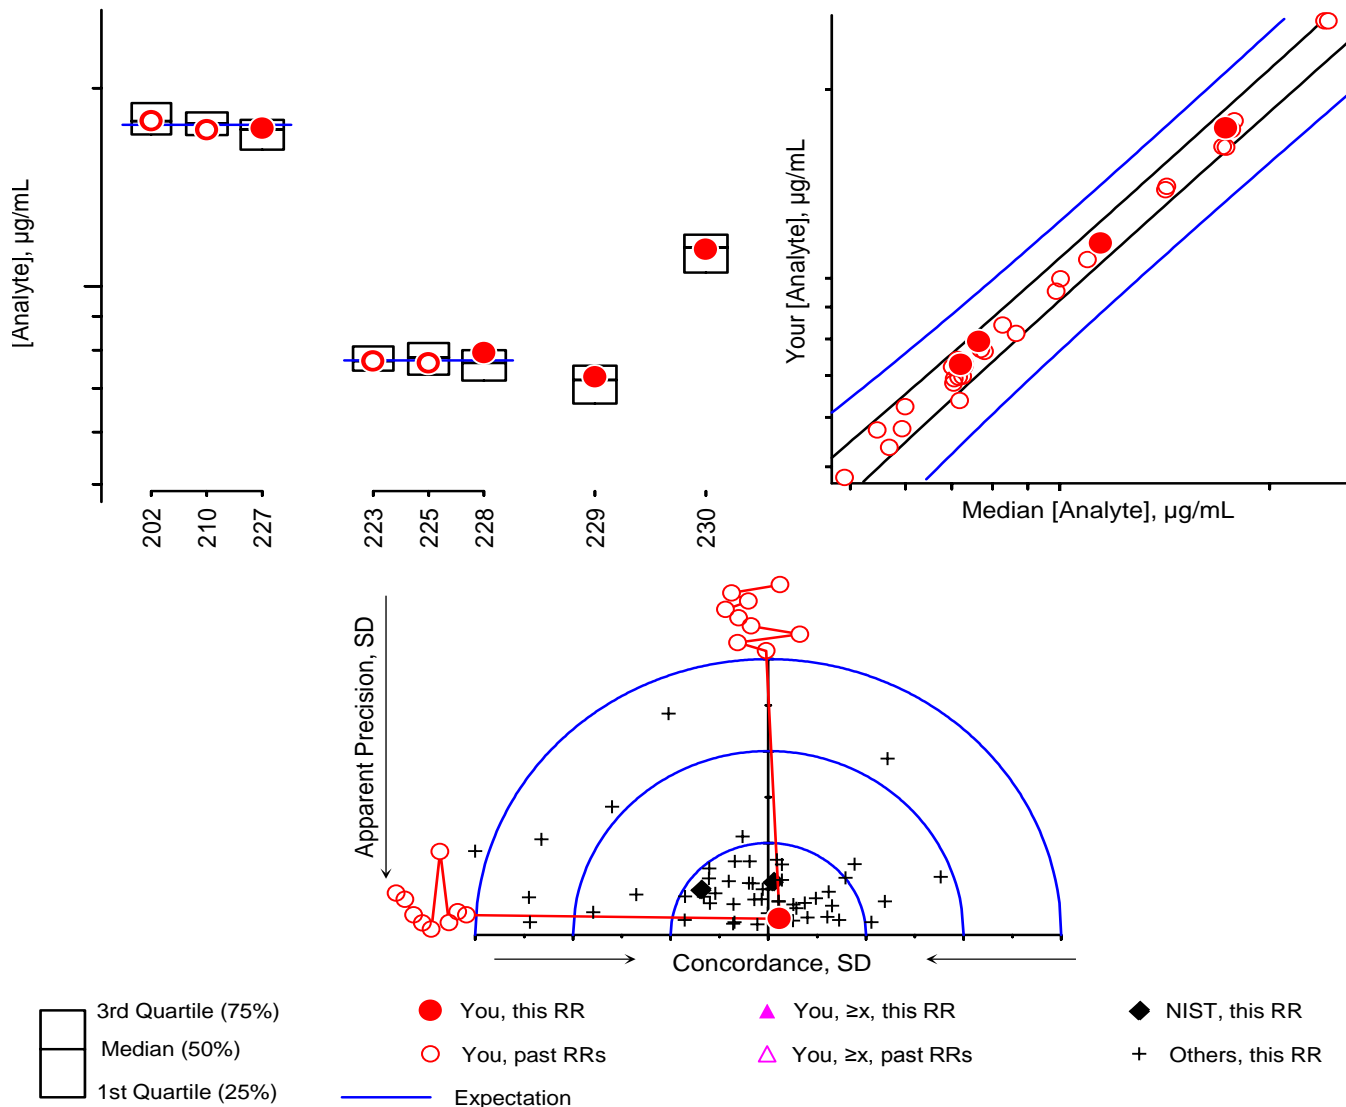 [Analyte], µg/mL
202
210
227
223
225
228
229
230
Your [Analyte], µg/mL
Median [Analyte], µg/mL
Apparent Precision, SD
Concordance, SD
3rd Quartile (75%)
Median (50%)
1st Quartile (25%)
You, this RR
You, past RRs
Expectation
You, ≥x, this RR
You, ≥x, past RRs
NIST, this RR
Others, this RR